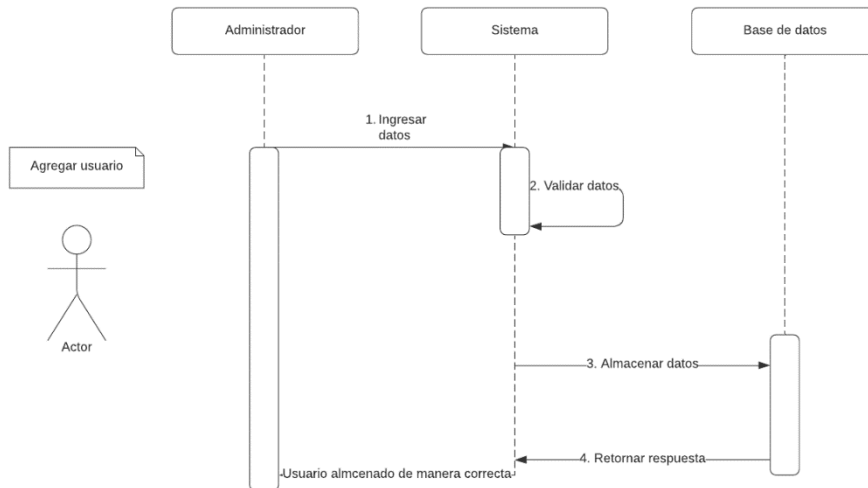 Administrador
Sistema
Base de datos
1. Ingresar
datos
Agregar usuario
2. Validar datos
Actor
3. Almacenar datos
4. Retornar respuesta
Usuario almcenado de manera correcta